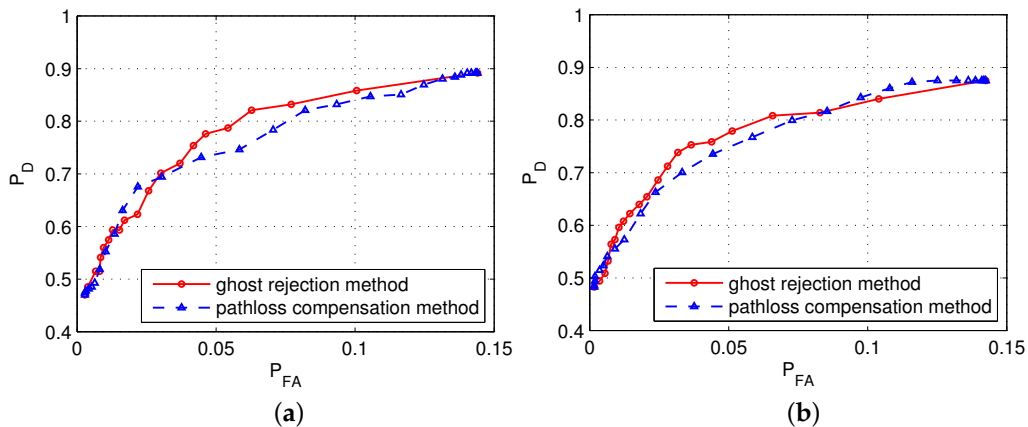 1
0.9
0.8
0.7
0.6
0.5
0.4
P_D
ghost rejection method
pathloss compensation method
0 0.05 0.1 0.15
P_FA
(a)
1
0.9
0.8
0.7
0.6
0.5
0.4
P_D
ghost rejection method
pathloss compensation method
0 0.05 0.1 0.15
P_FA
(b)